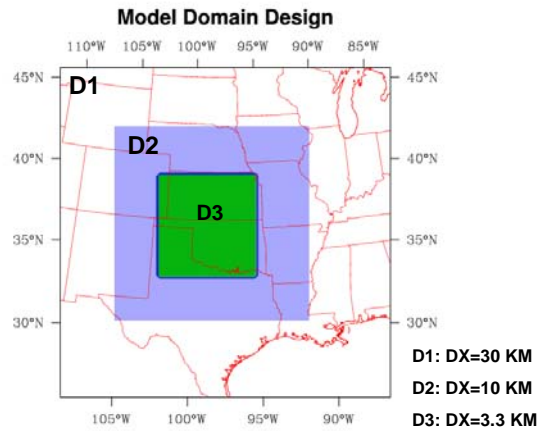 Model Domain Design
110°W 105°W 100°W 95°W 90°W 85°W
45°N D1 45°N
D2
40°N 40°N
D3
35°N 35°N
30°N 30°N
D1: DX=30 KM
105°W 100°W 95°W 90°W
D2: DX=10 KM
D3: DX=3.3 KM